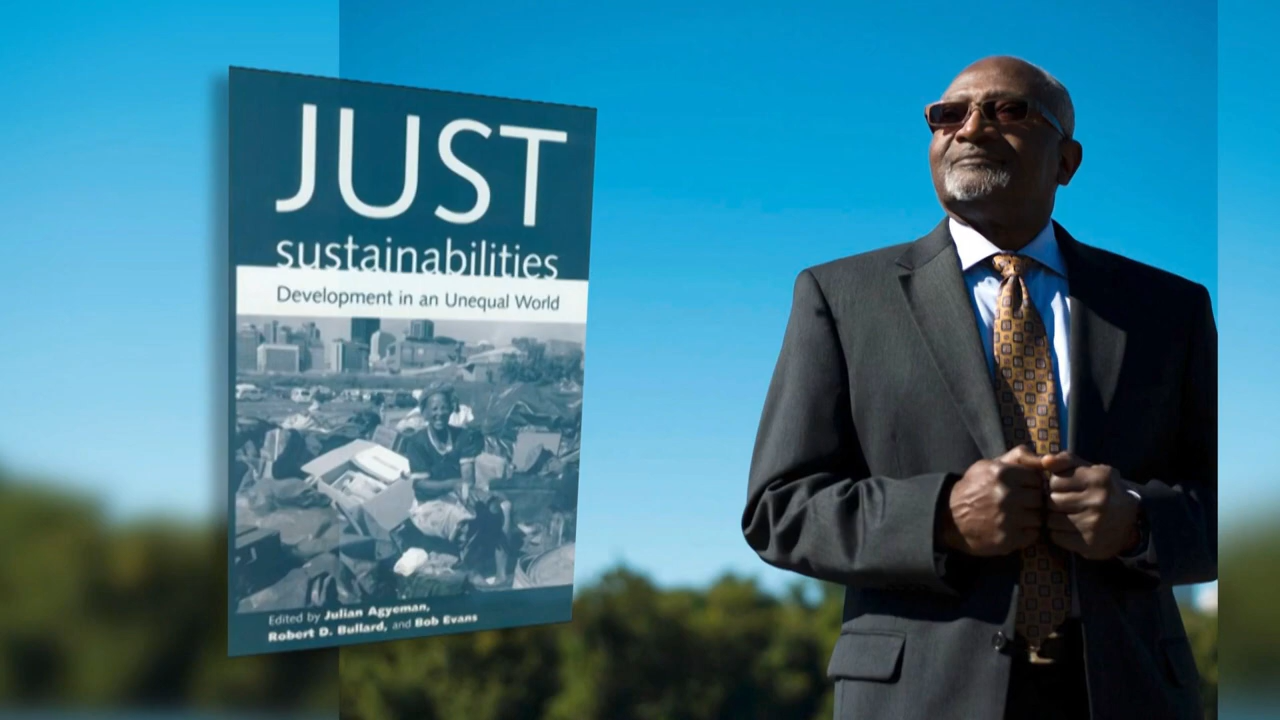 JUST
sustainabilities
Development in an Unequal World
Edited by Julian Agyeman,
Robert D. Bullard, and Bob Evans